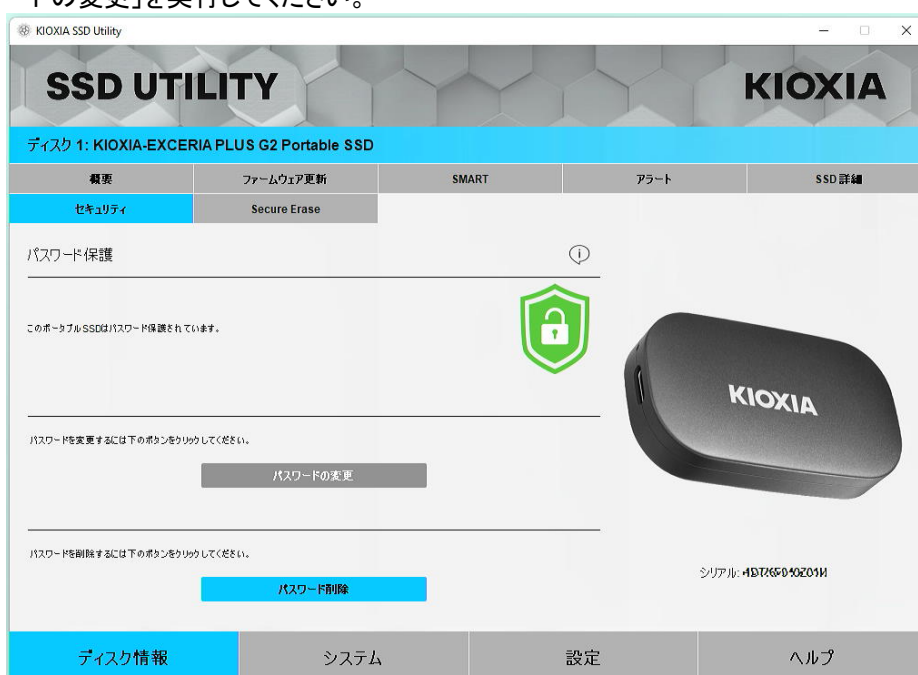 ドの変更」を実行してください。
KIOXIA SSD Utility
SSD UTILITY
KIOXIA
ディスク 1: KIOXIA-EXCERIA PLUS G2 Portable SSD
概要 ファームウェア更新 SMART アラート SSD 詳細
セキュリティ Secure Erase
パスワード保護
このポータブルSSDはパスワード保護されています。
KIOXIA
パスワードを変更するには下のボタンをクリックしてください。
パスワードの変更
パスワードを削除するには下のボタンをクリックしてください。
シリアル:
パスワード削除
ディスク情報 システム 設定 ヘルプ